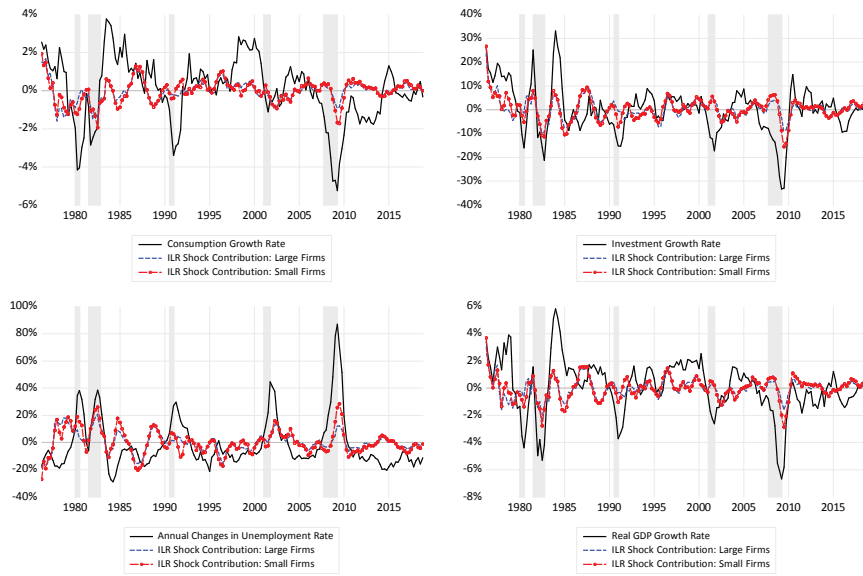 4%
2%
0%
-2%
-4%
-6%
1980 1985 1990 1995 2000 2005 2010 2015
Consumption Growth Rate
ILR Shock Contribution: Large Firms
ILR Shock Contribution: Small Firms
40%
30%
20%
10%
0%
-10%
-20%
-30%
-40%
1980 1985 1990 1995 2000 2005 2010 2015
Investment Growth Rate
ILR Shock Contribution: Large Firms
ILR Shock Contribution: Small Firms
100%
80%
60%
40%
20%
0%
-20%
-40%
1980 1985 1990 1995 2000 2005 2010 2015
Annual Changes in Unemployment Rate
ILR Shock Contribution: Large Firms
ILR Shock Contribution: Small Firms
6%
4%
2%
0%
-2%
-4%
-6%
-8%
1980 1985 1990 1995 2000 2005 2010 2015
Real GDP Growth Rate
ILR Shock Contribution: Large Firms
ILR Shock Contribution: Small Firms